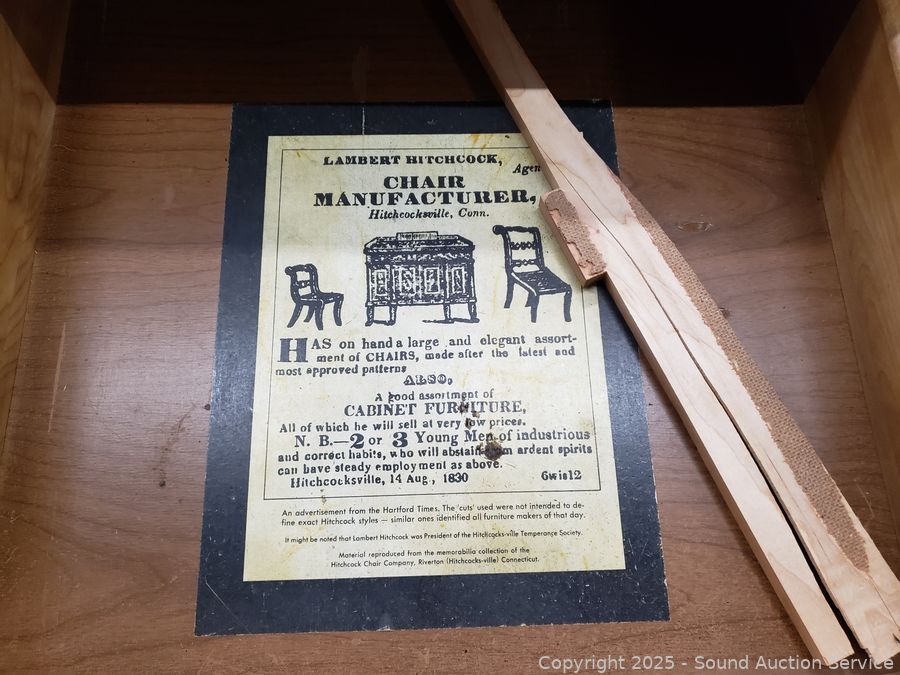 LAMBERT HITCHCOCK,
CHAIR
MANUFACTURER,
Hitchcocksville, Conn.
HAS on hand a large and elegant assort-
ment of CHAIRS, made after the latest and
most approved patterns
ALSO,
A good assortment of
CABINET FURNITURE,
All of which he will sell at very low prices.
N. B.—2 or 3 Young Men of industrious
and correct habits, who will abstain from ardent spirits
can have steady employment as above.
Hitchcocksville, 14 Aug., 1830 6wis12
An advertisement from the Hartford Times. The 'cuts' used were not intended to de-
fine exact Hitchcock styles — similar ones identified all furniture makers of that day.
It might be noted that Lambert Hitchcock was President of the Hitchcocks-ville Temperance Society.
Material reproduced from the memorabilia collection of the
Hitchcock Chair Company, Riverton (Hitchcocks-ville) Connecticut.
Copyright © 2025 - Sound Auction Service